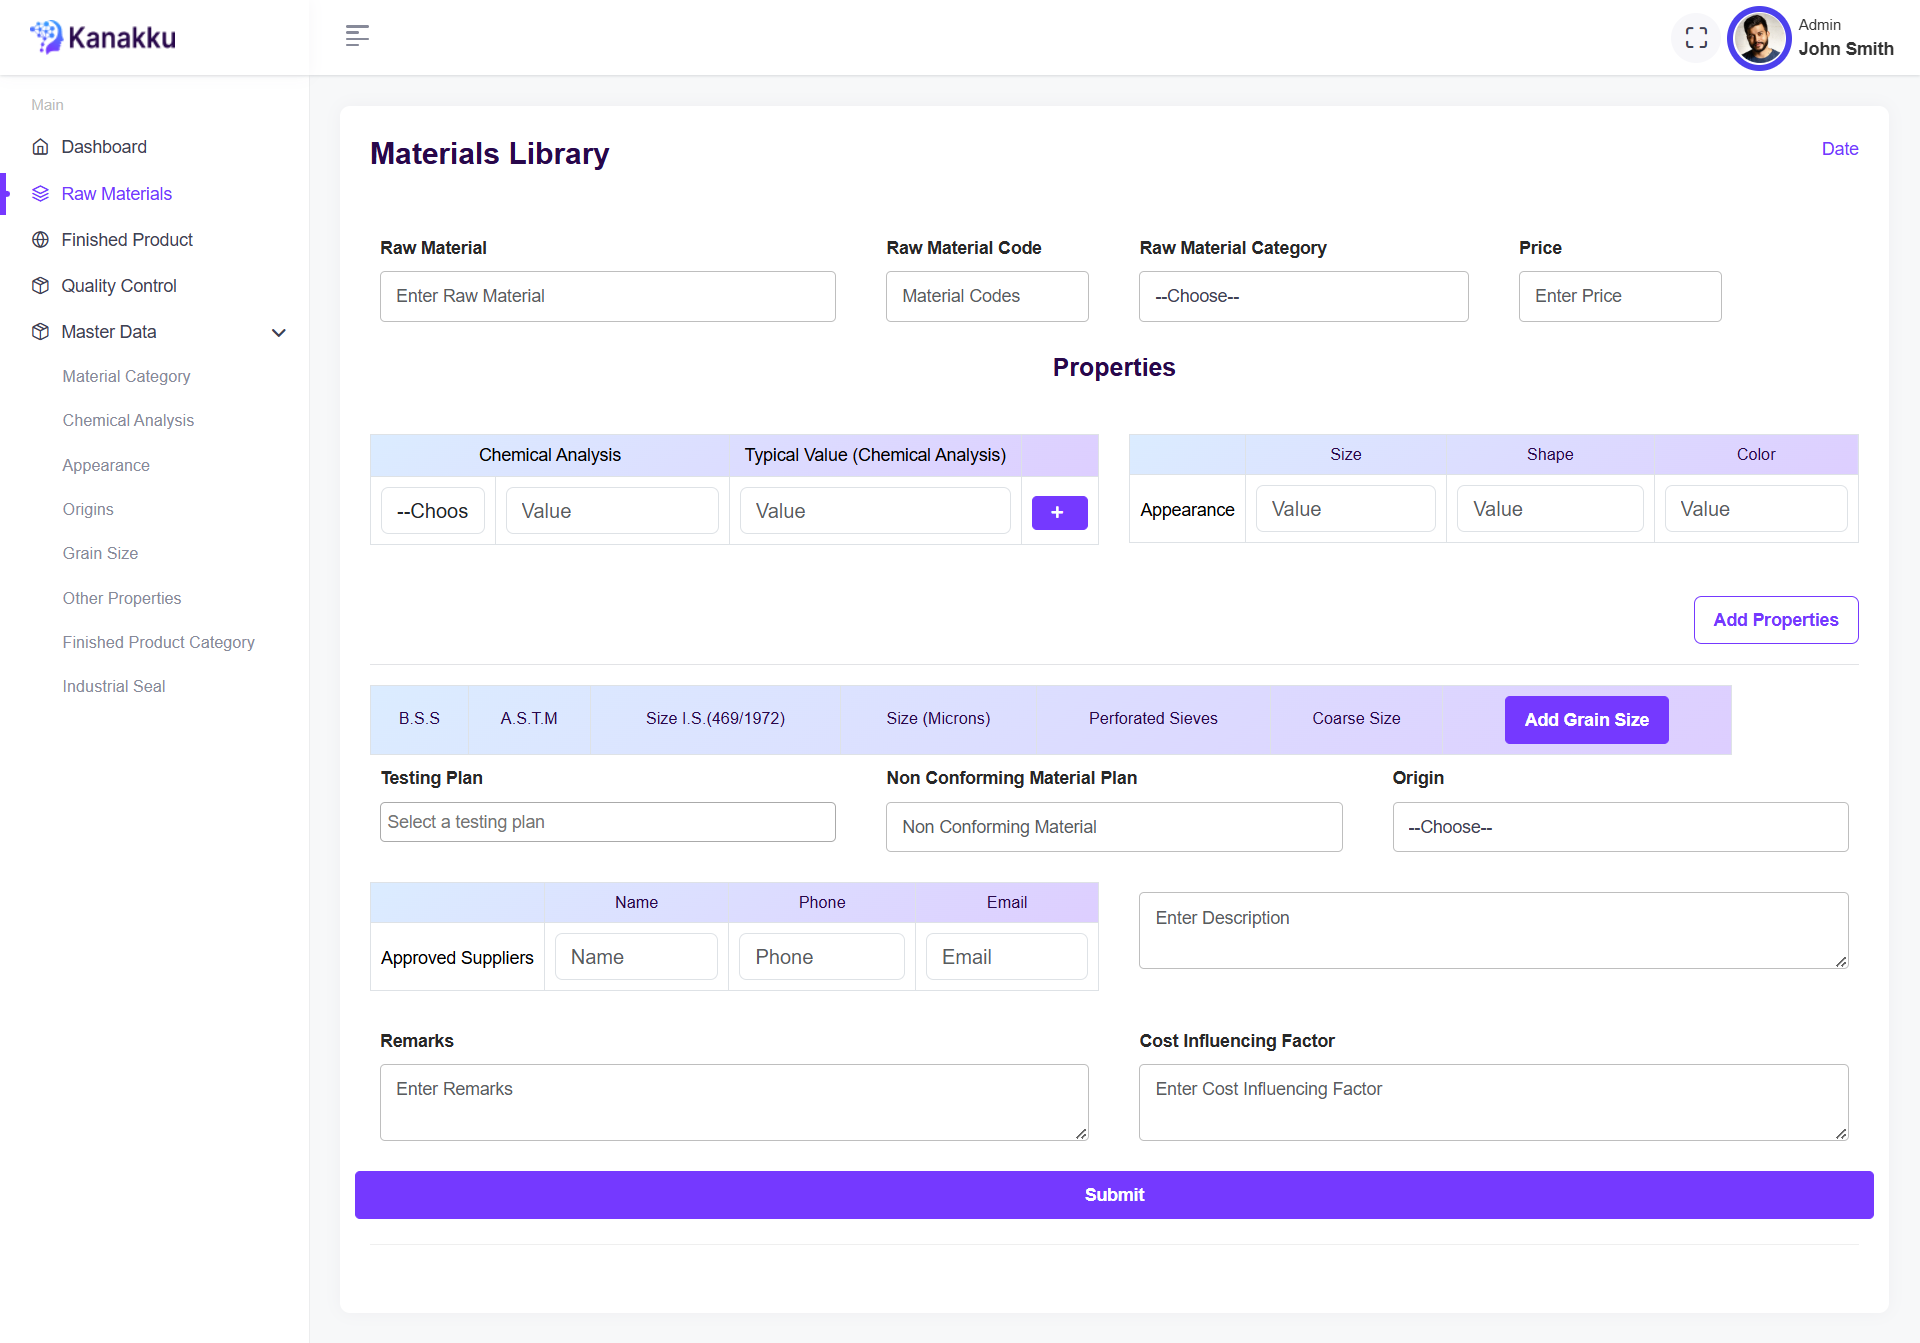 Kanakku
Admin
John Smith
Main
Dashboard
Raw Materials
Finished Product
Quality Control
Master Data
Material Category
Chemical Analysis
Appearance
Origins
Grain Size
Other Properties
Finished Product Category
Industrial Seal
Materials Library
Date
Raw Material
Raw Material Code
Raw Material Category
Price
Enter Raw Material
Material Codes
--Choose--
Enter Price
Properties
Chemical Analysis
Typical Value (Chemical Analysis)
--Choos
Value
Value
+
Size
Shape
Color
Appearance
Value
Value
Value
Add Properties
B.S.S
A.S.T.M
Size I.S.(469/1972)
Size (Microns)
Perforated Sieves
Coarse Size
Add Grain Size
Testing Plan
Non Conforming Material Plan
Origin
Select a testing plan
Non Conforming Material
--Choose--
Name
Phone
Email
Approved Suppliers
Name
Phone
Email
Enter Description
Remarks
Cost Influencing Factor
Enter Remarks
Enter Cost Influencing Factor
Submit